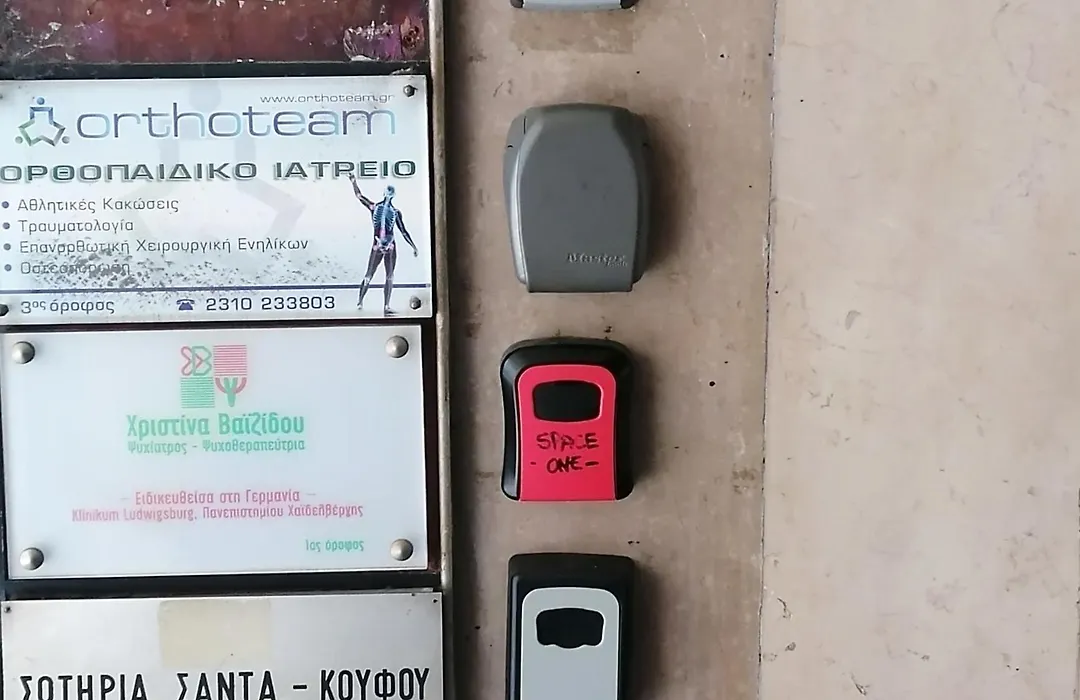 www.orthoteam.gr
orthoteam
ΟΡΘΟΠΑΙΔΙΚΟ ΙΑΤΡΕΙΟ
• Αθλητικές Κακώσεις
• Τραυματολογία
• Επανορθωτική Χειρουργική Ενηλίκων
• Οστεοπόρωση
3ος όροφος ☎ 2310 233803
Χριστίνα Βαϊζίδου
Ψυχίατρος - Ψυχοθεραπεύτρια
– Ειδικευθείσα στη Γερμανία –
Klinikum Ludwigsburg, Πανεπιστημίου Χαϊδελβέργης
1ος όροφος
ΣΩΤΗΡΙΑ ΣΑΝΤΑ – ΚΟΥΦΟΥ
SPACE
- ONE -